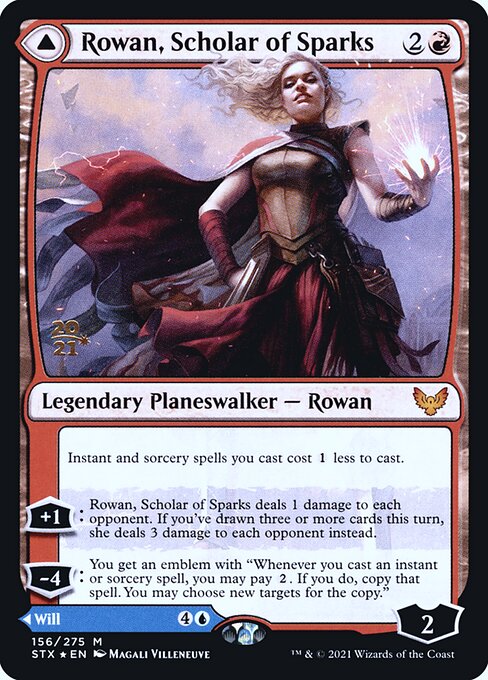 Rowan, Scholar of Sparks 2
20
21
Legendary Planeswalker — Rowan
Instant and sorcery spells you cast cost 1 less to cast.
+1: Rowan, Scholar of Sparks deals 1 damage to each
opponent. If you've drawn three or more cards this turn,
she deals 3 damage to each opponent instead.
-4: You get an emblem with "Whenever you cast an instant
or sorcery spell, you may pay 2. If you do, copy that
spell. You may choose new targets for the copy."
Will 4
2
156/275 M
STX ★ EN Magali Villeneuve
™ & © 2021 Wizards of the Coast